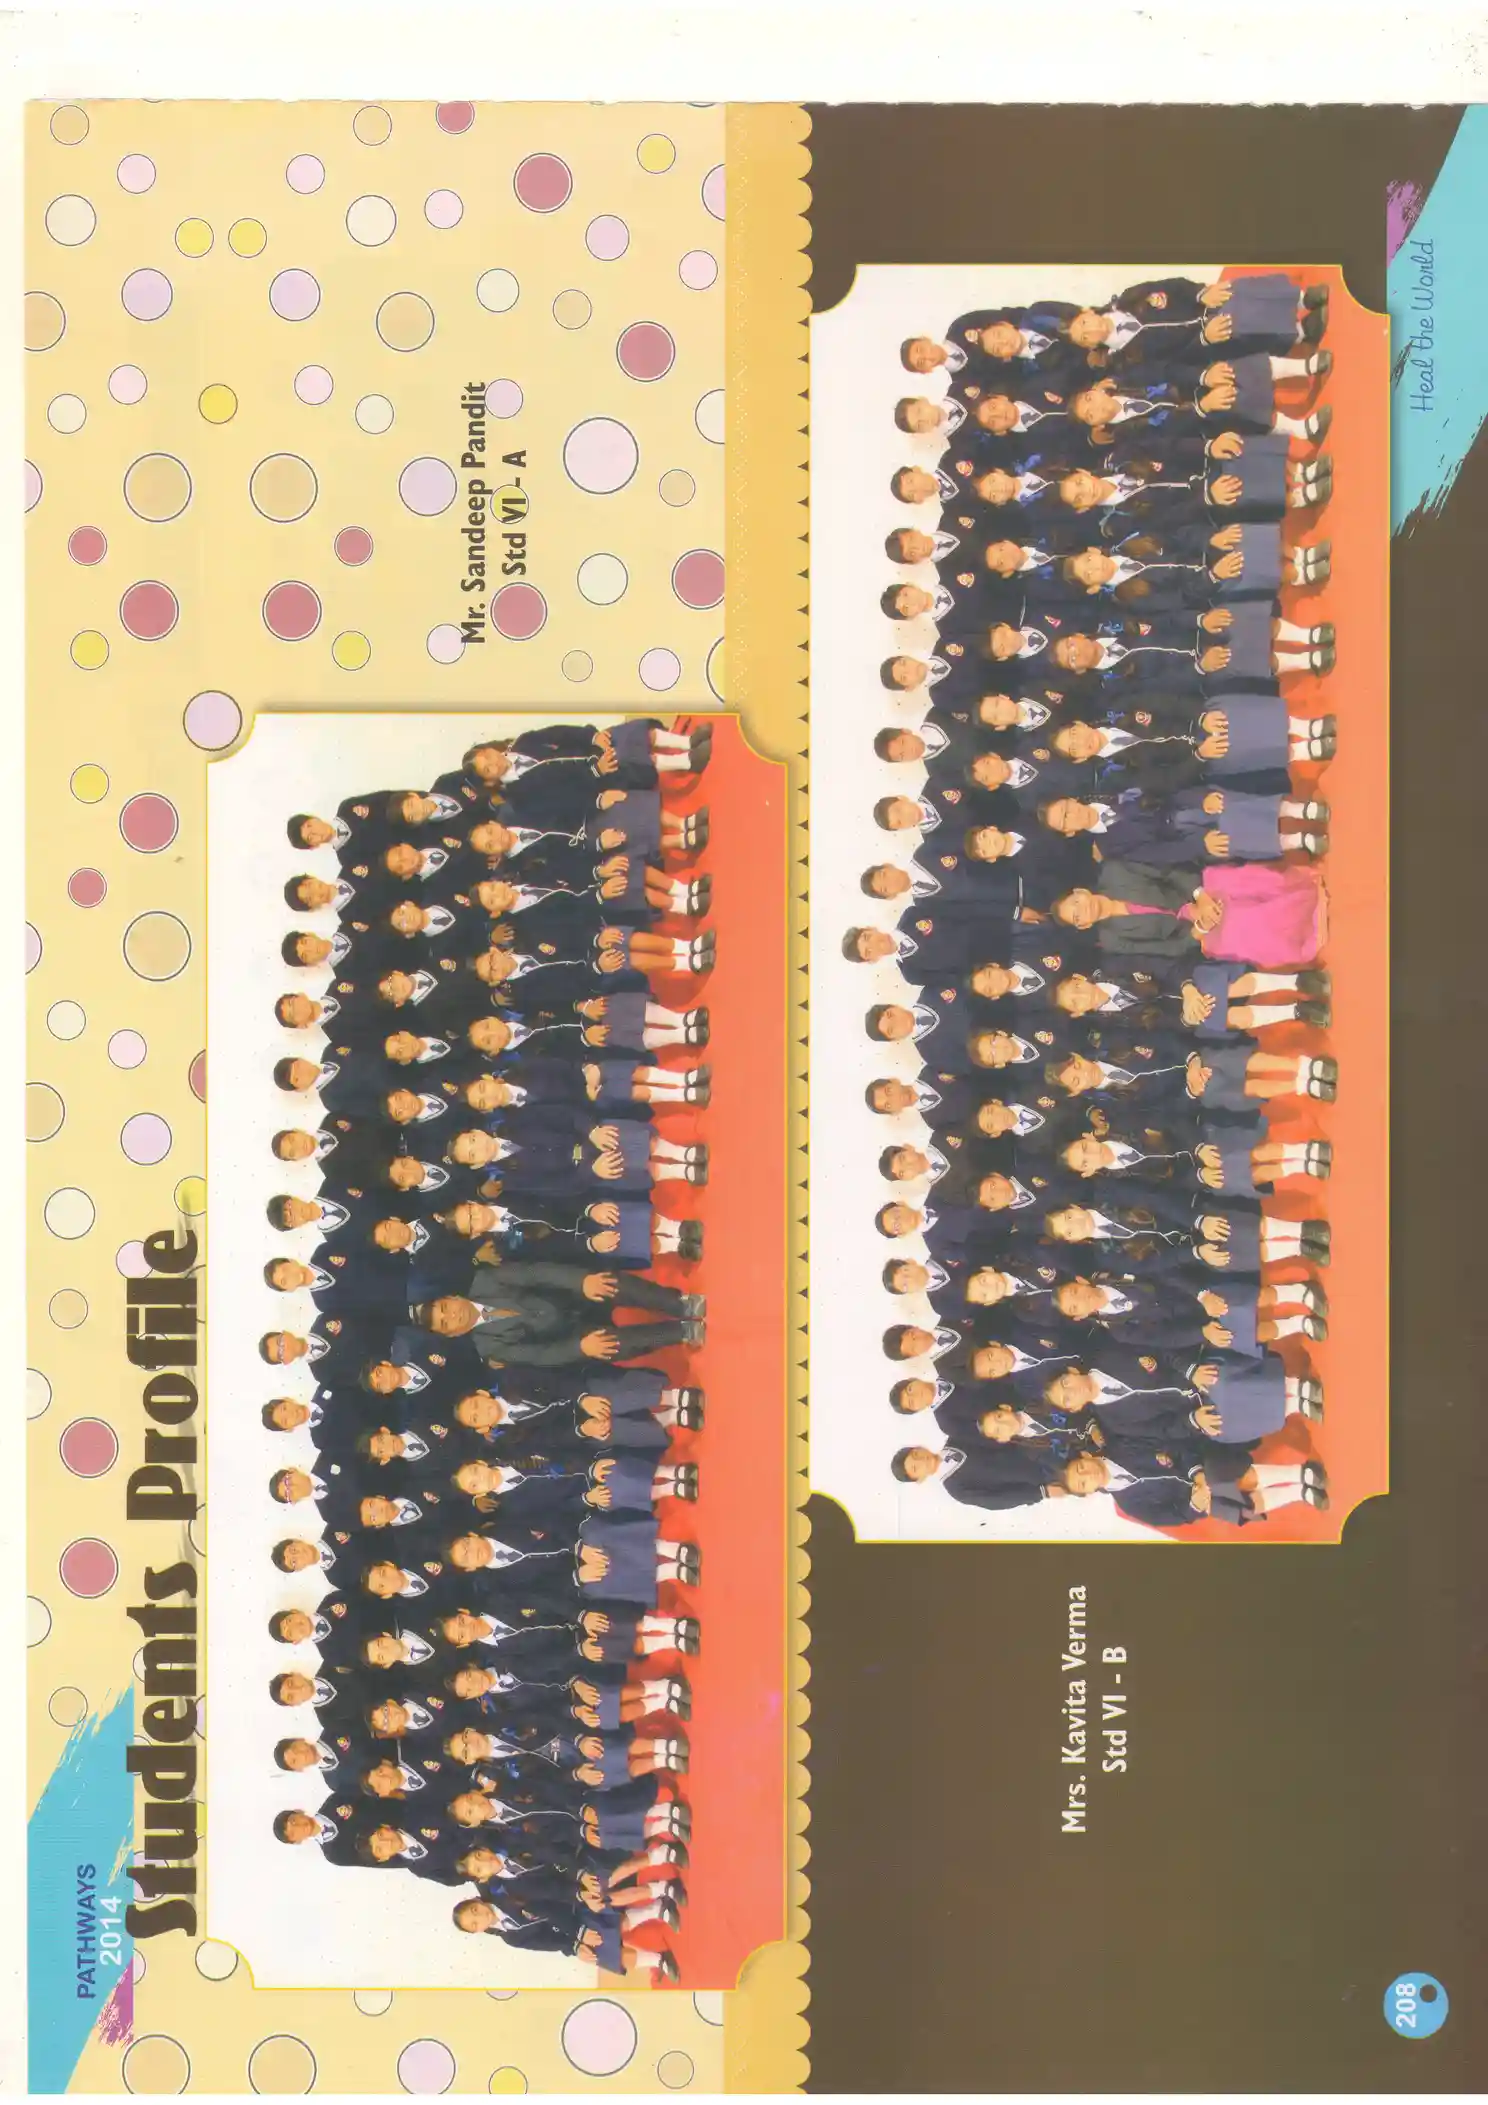 PATHWAYS
2014
Students Profile
Mr. Sandeep Pandit
Std VI - A
Mrs. Kavita Verma
Std VI - B
Heal the World
208